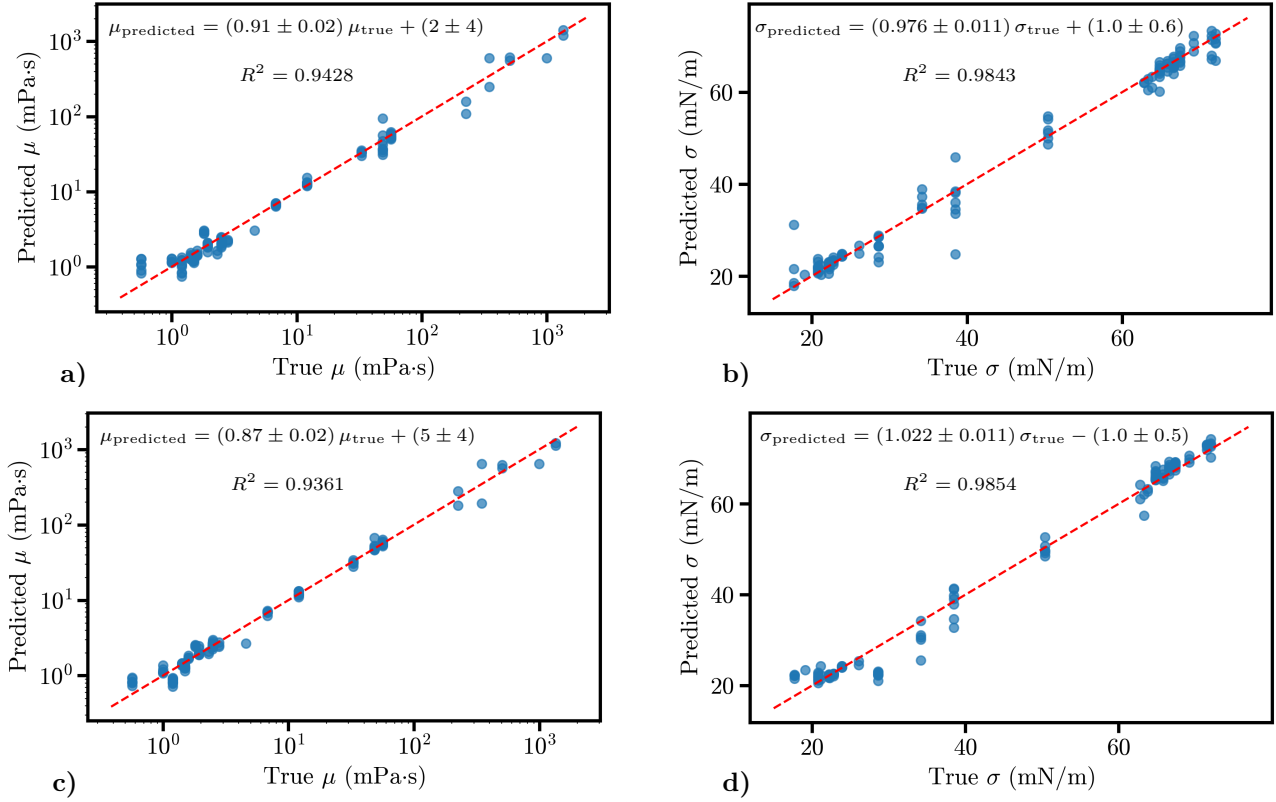 μpredicted = (0.91 ± 0.02) μtrue + (2 ± 4)
R² = 0.9428
Predicted μ (mPa·s)
10³
10²
10¹
10⁰
10⁰ 10¹ 10² 10³
True μ (mPa·s)
a)
σpredicted = (0.976 ± 0.011) σtrue + (1.0 ± 0.6)
R² = 0.9843
Predicted σ (mN/m)
60
40
20
20 40 60
True σ (mN/m)
b)
μpredicted = (0.87 ± 0.02) μtrue + (5 ± 4)
R² = 0.9361
Predicted μ (mPa·s)
10³
10²
10¹
10⁰
10⁰ 10¹ 10² 10³
True μ (mPa·s)
c)
σpredicted = (1.022 ± 0.011) σtrue − (1.0 ± 0.5)
R² = 0.9854
Predicted σ (mN/m)
60
40
20
20 40 60
True σ (mN/m)
d)